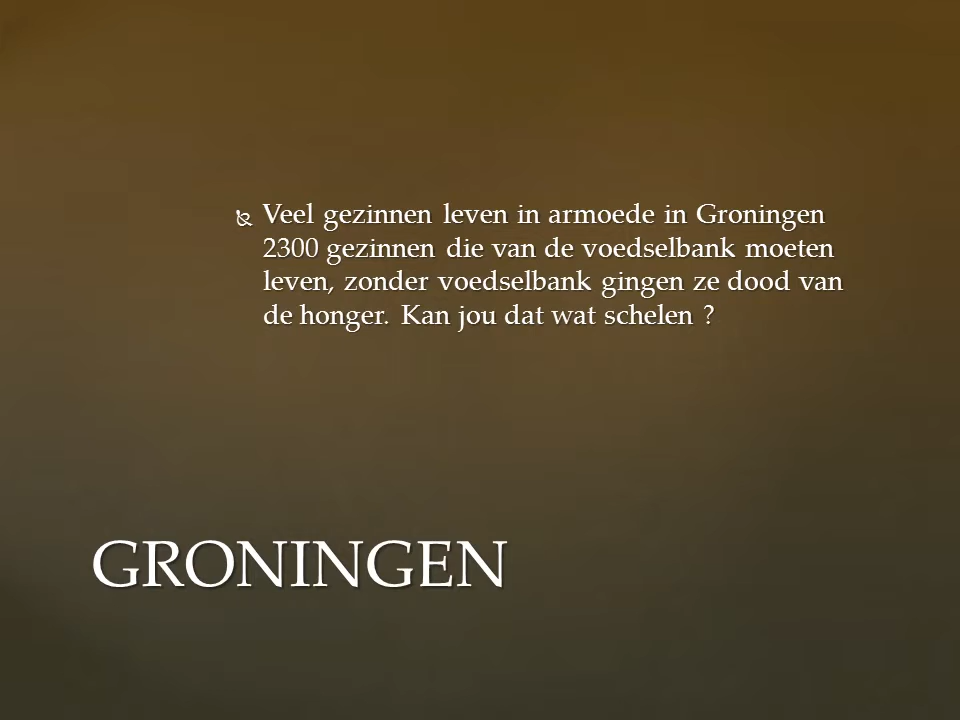 Veel gezinnen leven in armoede in Groningen
2300 gezinnen die van de voedselbank moeten
leven, zonder voedselbank gingen ze dood van
de honger. Kan jou dat wat schelen ?
GRONINGEN